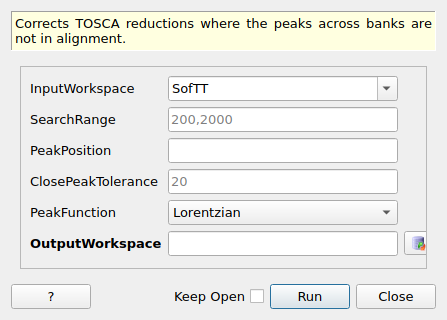 Corrects TOSCA reductions where the peaks across banks are
not in alignment.
InputWorkspace SofTT
SearchRange 200,2000
PeakPosition
ClosePeakTolerance 20
PeakFunction Lorentzian
OutputWorkspace
? Keep Open Run Close